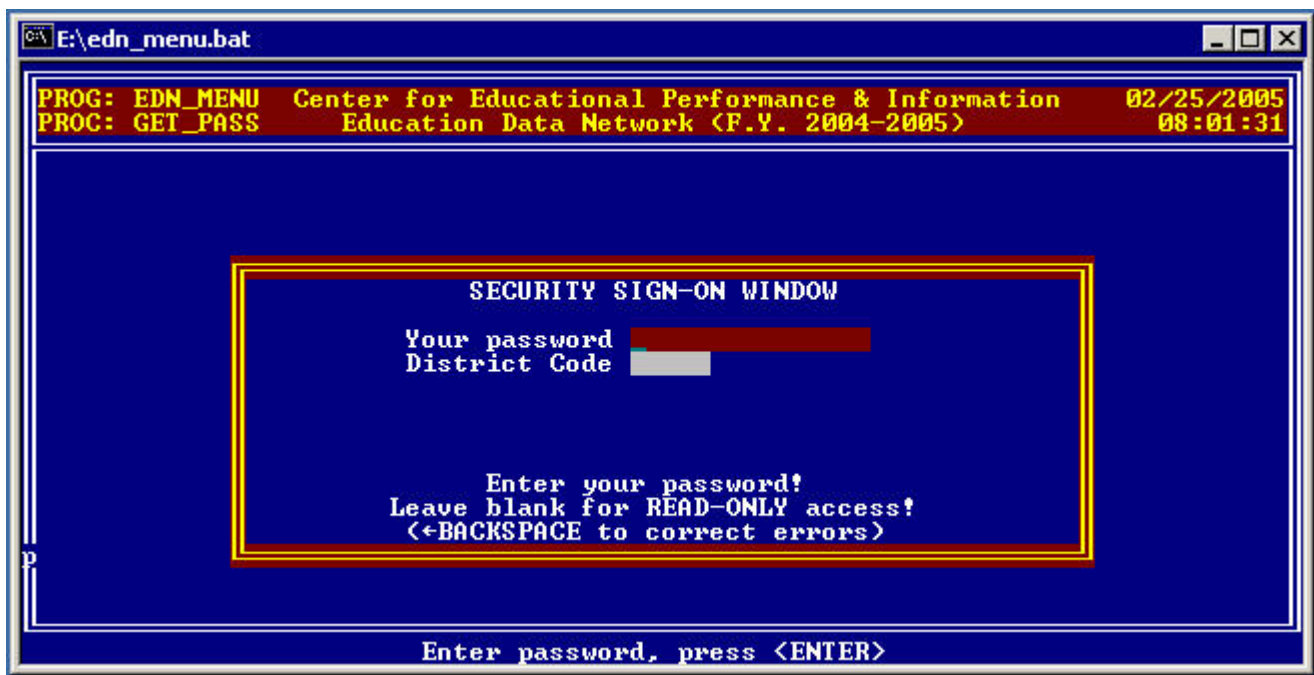 E:\edn_menu.bat
PROG: EDN_MENU Center for Educational Performance & Information 02/25/2005
PROC: GET_PASS Education Data Network (F.Y. 2004-2005) 08:01:31
SECURITY SIGN-ON WINDOW
Your password
District Code
Enter your password!
Leave blank for READ-ONLY access!
(←BACKSPACE to correct errors)
p
Enter password, press <ENTER>